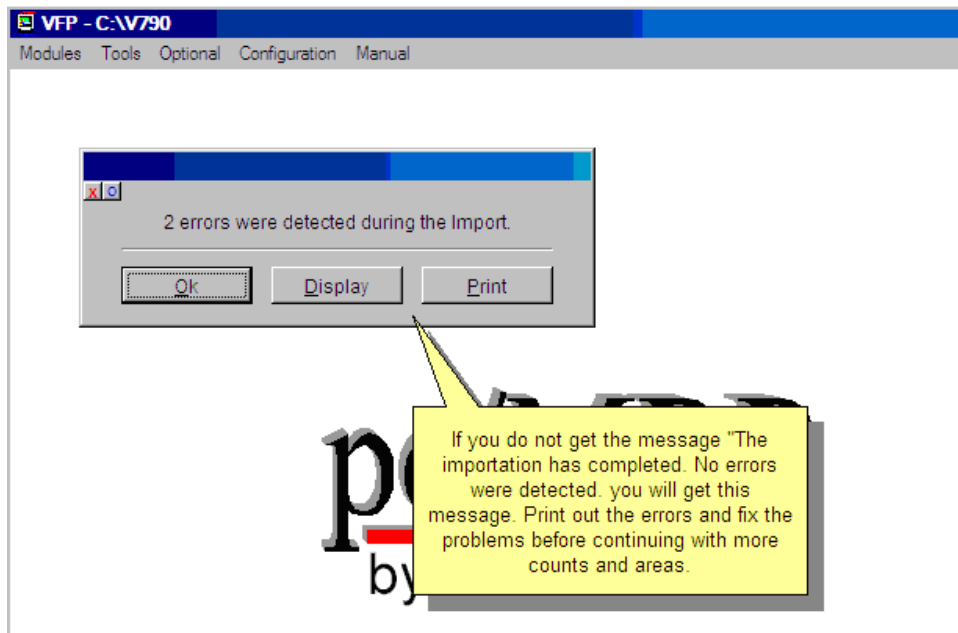 VFP - C:\V790
Modules Tools Optional Configuration Manual
x o
2 errors were detected during the Import.
Ok Display Print
If you do not get the message "The
importation has completed. No errors
were detected. you will get this
message. Print out the errors and fix the
problems before continuing with more
counts and areas.
by